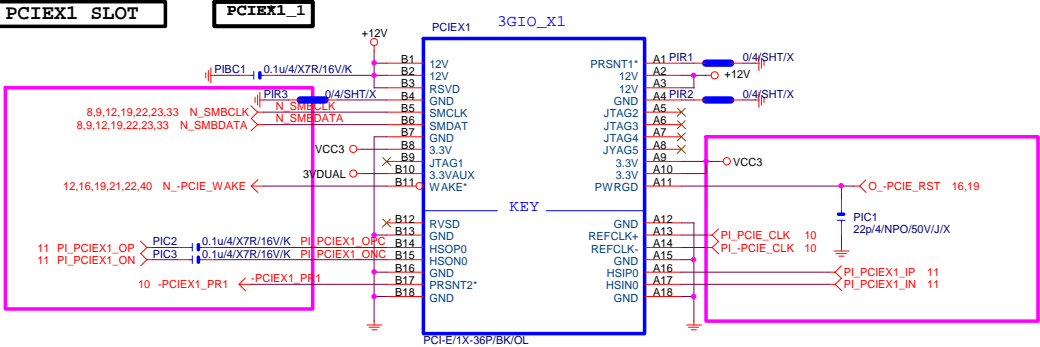 PCIEX1 SLOT
PCIEX1_1
3GIO_X1
PCIEX1
+12V
PIBC1 0.1u/4/X7R/16V/K
B1 12V PRSNT1* A1 PIR1 0/4/SHT/X
B2 12V 12V A2 +12V
B3 RSVD 12V A3
PIR3 0/4/SHT/X B4 GND GND A4 PIR2 0/4/SHT/X
8,9,12,19,22,23,33 N_SMBCLK N_SMBCLK B5 SMCLK JTAG2 A5
8,9,12,19,22,23,33 N_SMBDATA N_SMBDATA B6 SMDAT JTAG3 A6
B7 GND JTAG4 A7
VCC3 B8 3.3V JYAG5 A8
B9 JTAG1 3.3V A9 VCC3
3VDUAL B10 3.3VAUX 3.3V A10
12,16,19,21,22,40 N_-PCIE_WAKE B11 WAKE* PWRGD A11 O_-PCIE_RST 16,19
KEY
PIC1
22p/4/NPO/50V/J/X
B12 RVSD GND A12
B13 GND REFCLK+ A13 PI_PCIE_CLK 10
11 PI_PCIEX1_OP PIC2 0.1u/4/X7R/16V/K PI_PCIEX1_OPC B14 HSOP0 REFCLK- A14 PI_-PCIE_CLK 10
11 PI_PCIEX1_ON PIC3 0.1u/4/X7R/16V/K PI_PCIEX1_ONC B15 HSON0 GND A15
B16 GND HSIP0 A16 PI_PCIEX1_IP 11
10 -PCIEX1_PR1 -PCIEX1_PR1 B17 PRSNT2* HSIN0 A17 PI_PCIEX1_IN 11
B18 GND GND A18
PCI-E/1X-36P/BK/OL